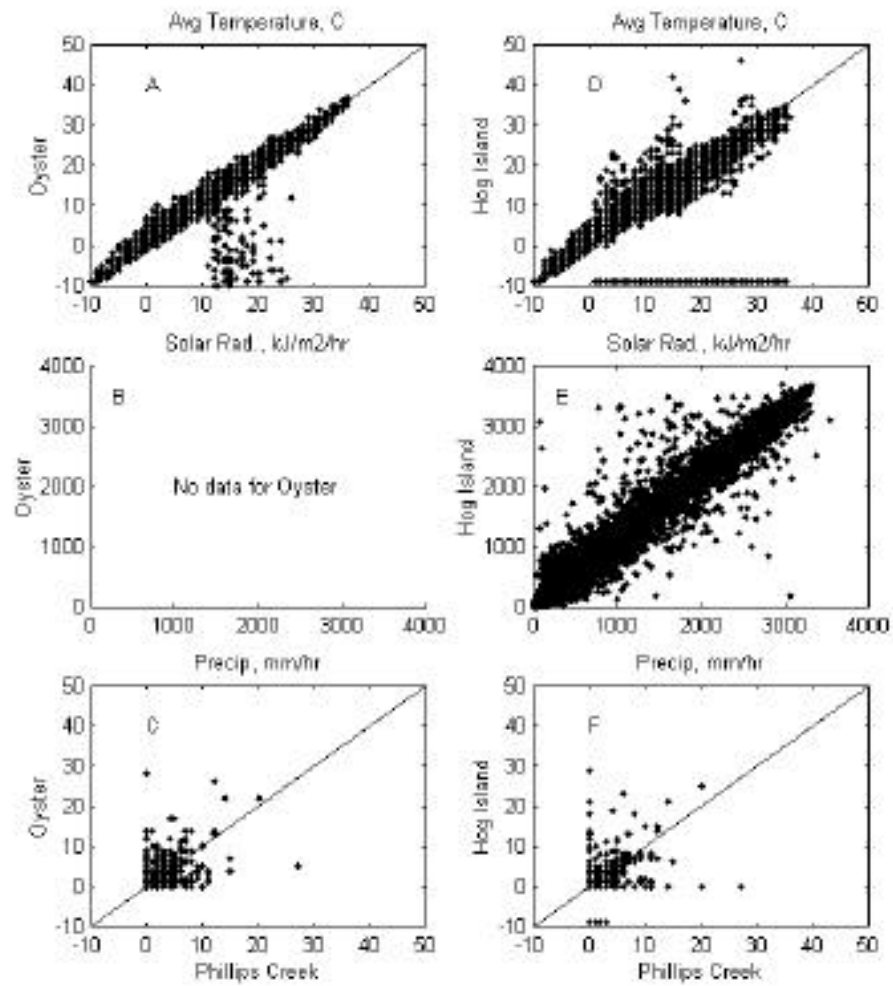 Avg Temperature, C
50
40
30
20
10
0
-10
Oyster
A
-10 0 10 20 30 40 50
Avg Temperature, C
50
40
30
20
10
0
-10
Hog Island
D
-10 0 10 20 30 40 50
Solar Rad., kJ/m2/hr
4000
3000
2000
1000
0
Oyster
B
No data for Oyster
0 1000 2000 3000 4000
Solar Rad., kJ/m2/hr
4000
3000
2000
1000
0
Hog Island
E
0 1000 2000 3000 4000
Precip, mm/hr
50
40
30
20
10
0
-10
Oyster
C
-10 0 10 20 30 40 50
Phillips Creek
Precip, mm/hr
50
40
30
20
10
0
-10
Hog Island
F
-10 0 10 20 30 40 50
Phillips Creek